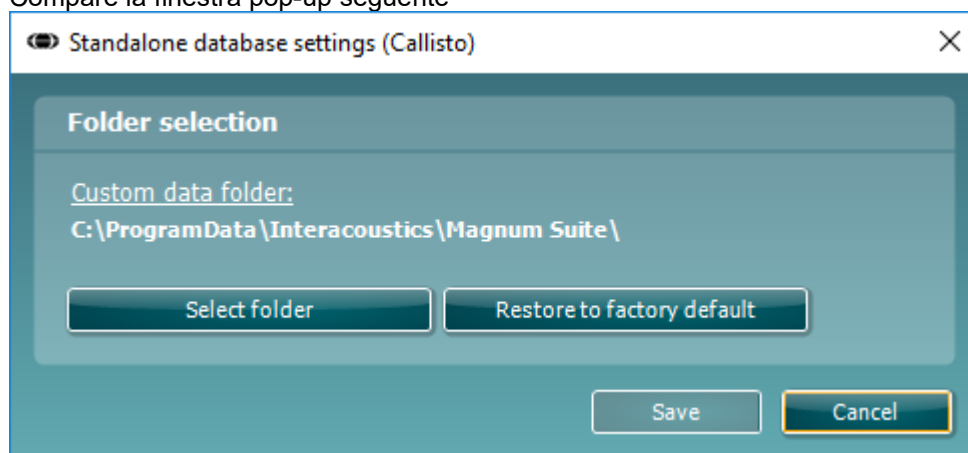 Compare la finestra pop-up seguente
Standalone database settings (Callisto)
Folder selection
Custom data folder:
C:\ProgramData\Interacoustics\Magnum Suite\
Select folder
Restore to factory default
Save
Cancel